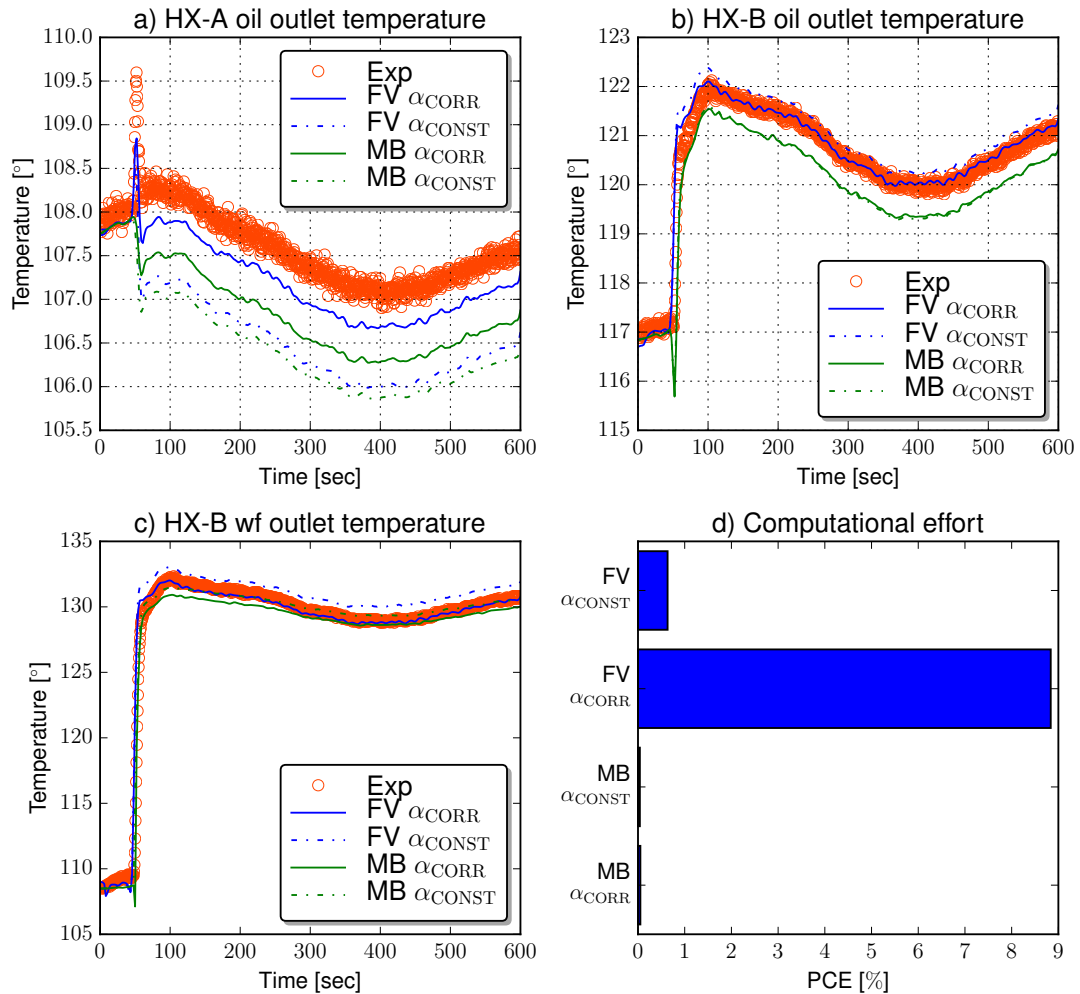 a) HX-A oil outlet temperature
110.0
109.5
109.0
108.5
108.0
107.5
107.0
106.5
106.0
105.5
Temperature [°]
0 100 200 300 400 500 600
Time [sec]
Exp
FV αCORR
FV αCONST
MB αCORR
MB αCONST
b) HX-B oil outlet temperature
123
122
121
120
119
118
117
116
115
Temperature [°]
0 100 200 300 400 500 600
Time [sec]
Exp
FV αCORR
FV αCONST
MB αCORR
MB αCONST
c) HX-B wf outlet temperature
135
130
125
120
115
110
105
Temperature [°]
0 100 200 300 400 500 600
Time [sec]
Exp
FV αCORR
FV αCONST
MB αCORR
MB αCONST
d) Computational effort
FV
αCONST
FV
αCORR
MB
αCONST
MB
αCORR
0 1 2 3 4 5 6 7 8 9
PCE [%]